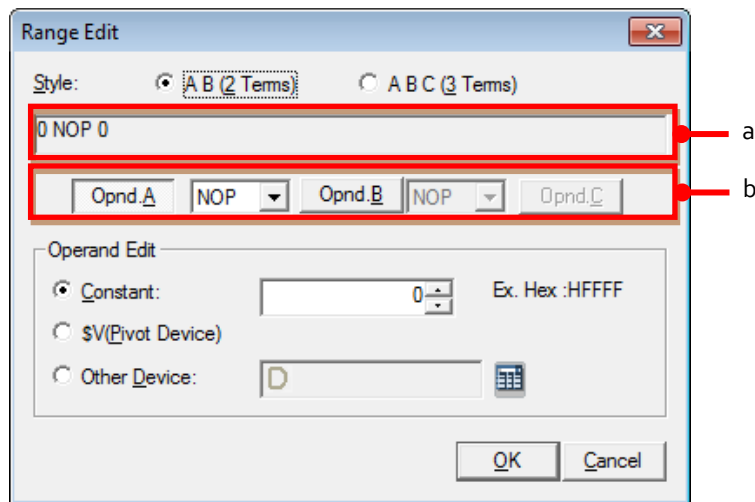 Range Edit
Style: A B (2 Terms) A B C (3 Terms)
0 NOP 0
a
Opnd.A NOP Opnd.B NOP Opnd.C
b
Operand Edit
Constant: 0 Ex. Hex :HFFFF
$V(Pivot Device)
Other Device: D
OK Cancel